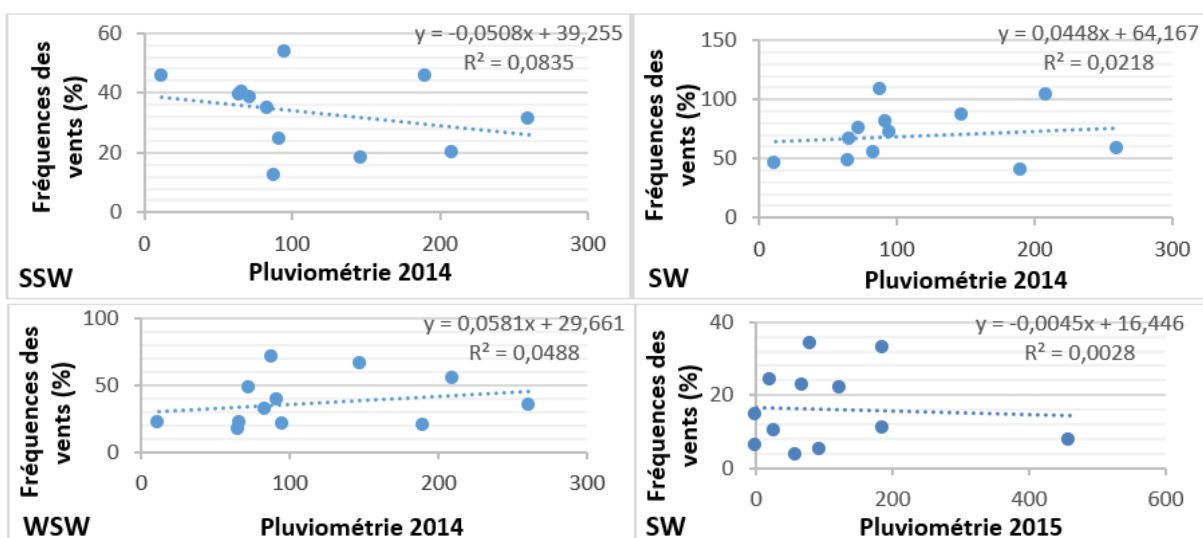 60
40
20
0
0
100
200
300
Fréquences des
vents (%)
y = -0,0508x + 39,255
R² = 0,0835
SSW
Pluviométrie 2014
150
100
50
0
0
100
200
300
Fréquences des
vents (%)
y = 0,0448x + 64,167
R² = 0,0218
SW
Pluviométrie 2014
100
50
0
0
100
200
300
Fréquences des
vents (%)
y = 0,0581x + 29,661
R² = 0,0488
WSW
Pluviométrie 2014
40
20
0
0
200
400
600
Fréquences des
vents (%)
y = -0,0045x + 16,446
R² = 0,0028
SW
Pluviométrie 2015